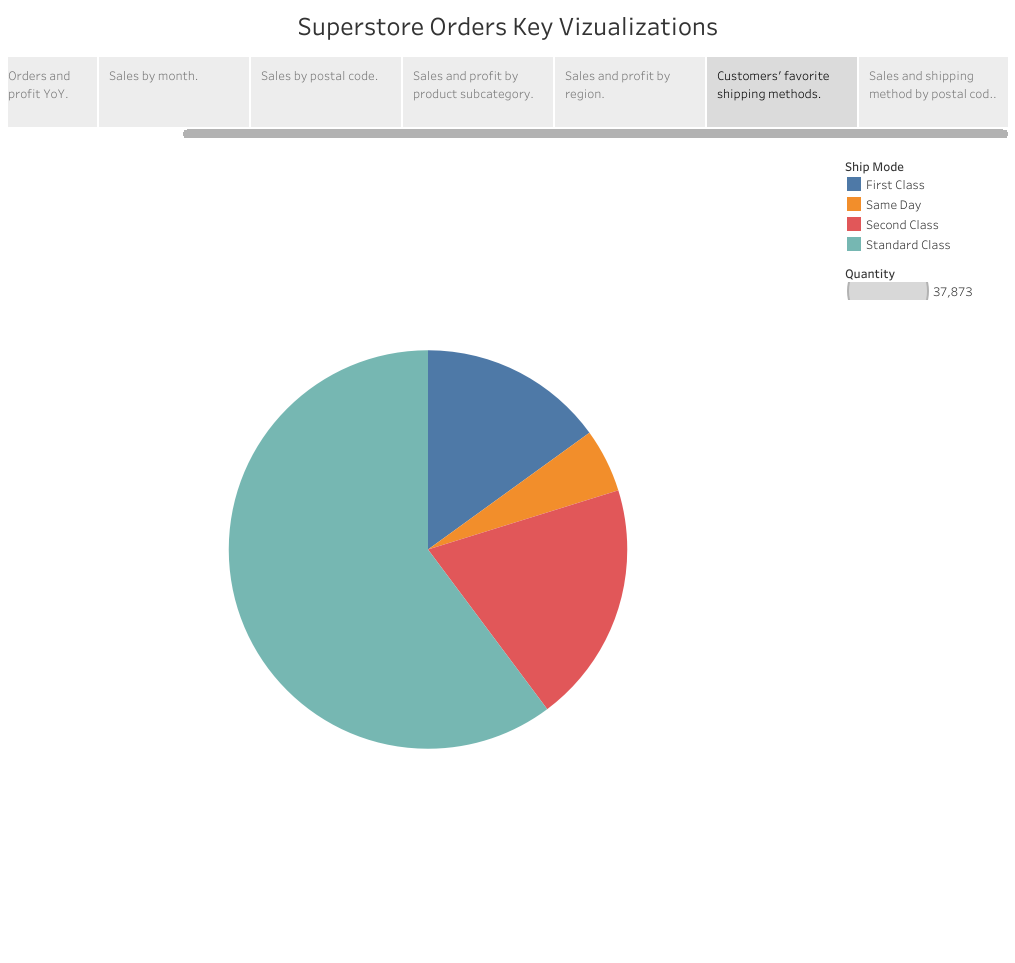 Superstore Orders Key Vizualizations
Orders and
profit YoY.
Sales by month.
Sales by postal code.
Sales and profit by
product subcategory.
Sales and profit by
region.
Customers' favorite
shipping methods.
Sales and shipping
method by postal cod..
Ship Mode
First Class
Same Day
Second Class
Standard Class
Quantity
37,873